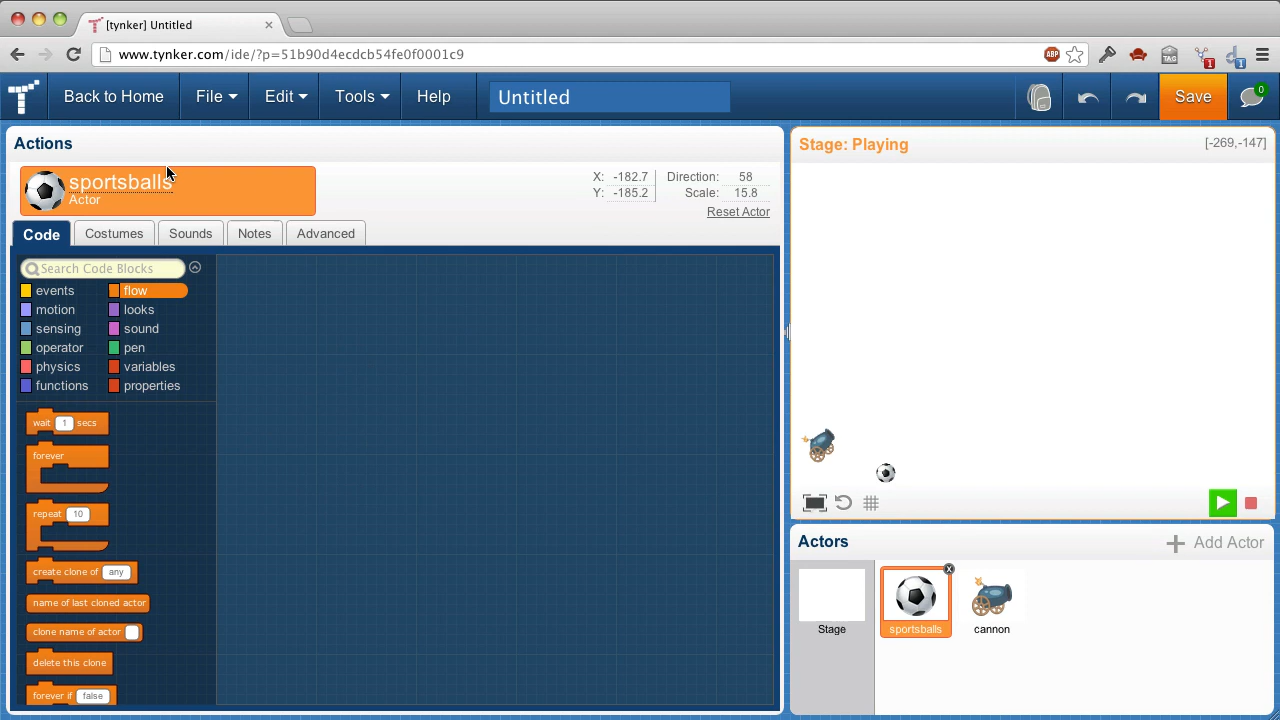 [tynker] Untitled
www.tynker.com/ide/?p=51b90d4ecdcb54fe0f0001c9
ABP
TAG
1
1
Back to Home
File
Edit
Tools
Help
Untitled
Save
0
Actions
sportsballs
Actor
X: -182.7
Y: -185.2
Direction: 58
Scale: 15.8
Reset Actor
Code
Costumes
Sounds
Notes
Advanced
Search Code Blocks
events
flow
motion
looks
sensing
sound
operator
pen
physics
variables
functions
properties
wait 1 secs
forever
repeat 10
create clone of any
name of last cloned actor
clone name of actor
delete this clone
forever if false
Stage: Playing
[-269,-147]
Actors
Add Actor
Stage
x
sportsballs
cannon